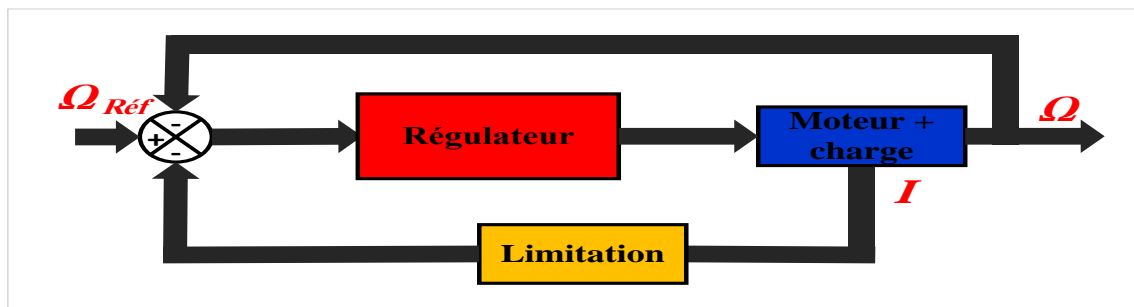 Ω Réf
-
+
-
Régulateur
Moteur +
charge
Ω
I
Limitation